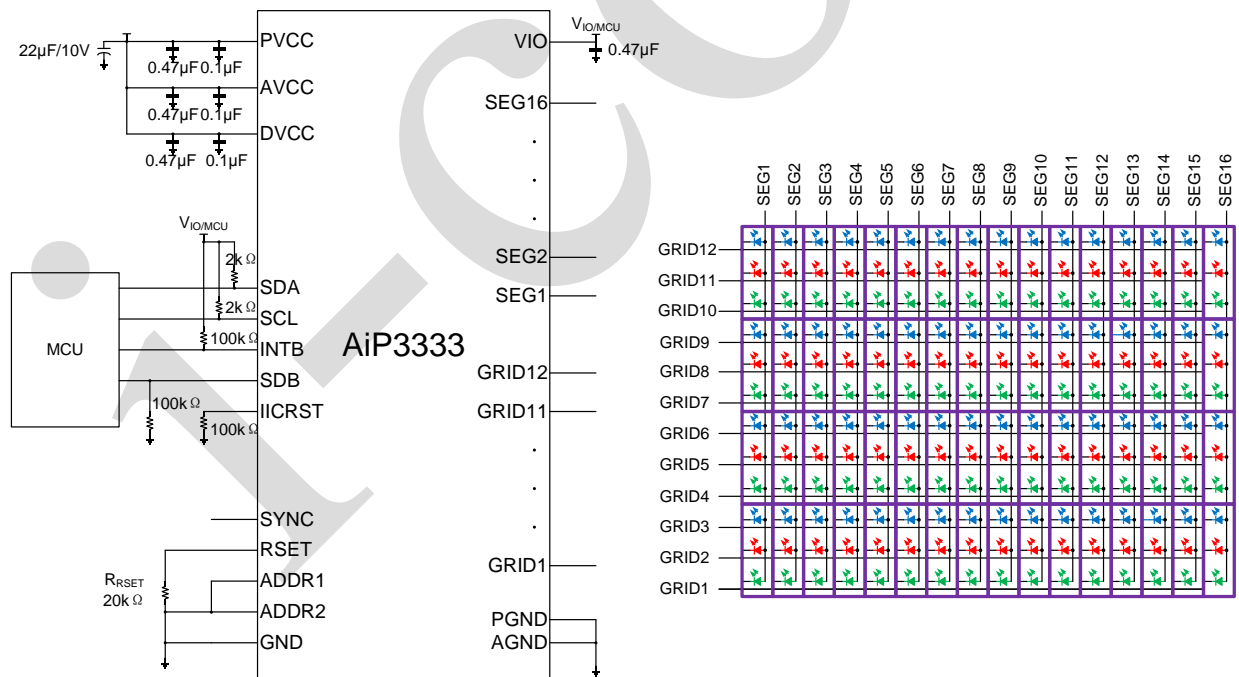 22μF/10V
PVCC
0.47μF 0.1μF
AVCC
0.47μF 0.1μF
DVCC
0.47μF 0.1μF
VIO/MCU
2kΩ
SDA
2kΩ
SCL
100kΩ
INTB
MCU
SDB
100kΩ
IICRST
100kΩ
SYNC
RSET
RRSET
20kΩ
ADDR1
ADDR2
GND
AiP3333
VIO
VIO/MCU
0.47μF
SEG16
SEG2
SEG1
GRID12
GRID11
GRID1
PGND
AGND
SEG1
SEG2
SEG3
SEG4
SEG5
SEG6
SEG7
SEG8
SEG9
SEG10
SEG11
SEG12
SEG13
SEG14
SEG15
SEG16
GRID12
GRID11
GRID10
GRID9
GRID8
GRID7
GRID6
GRID5
GRID4
GRID3
GRID2
GRID1